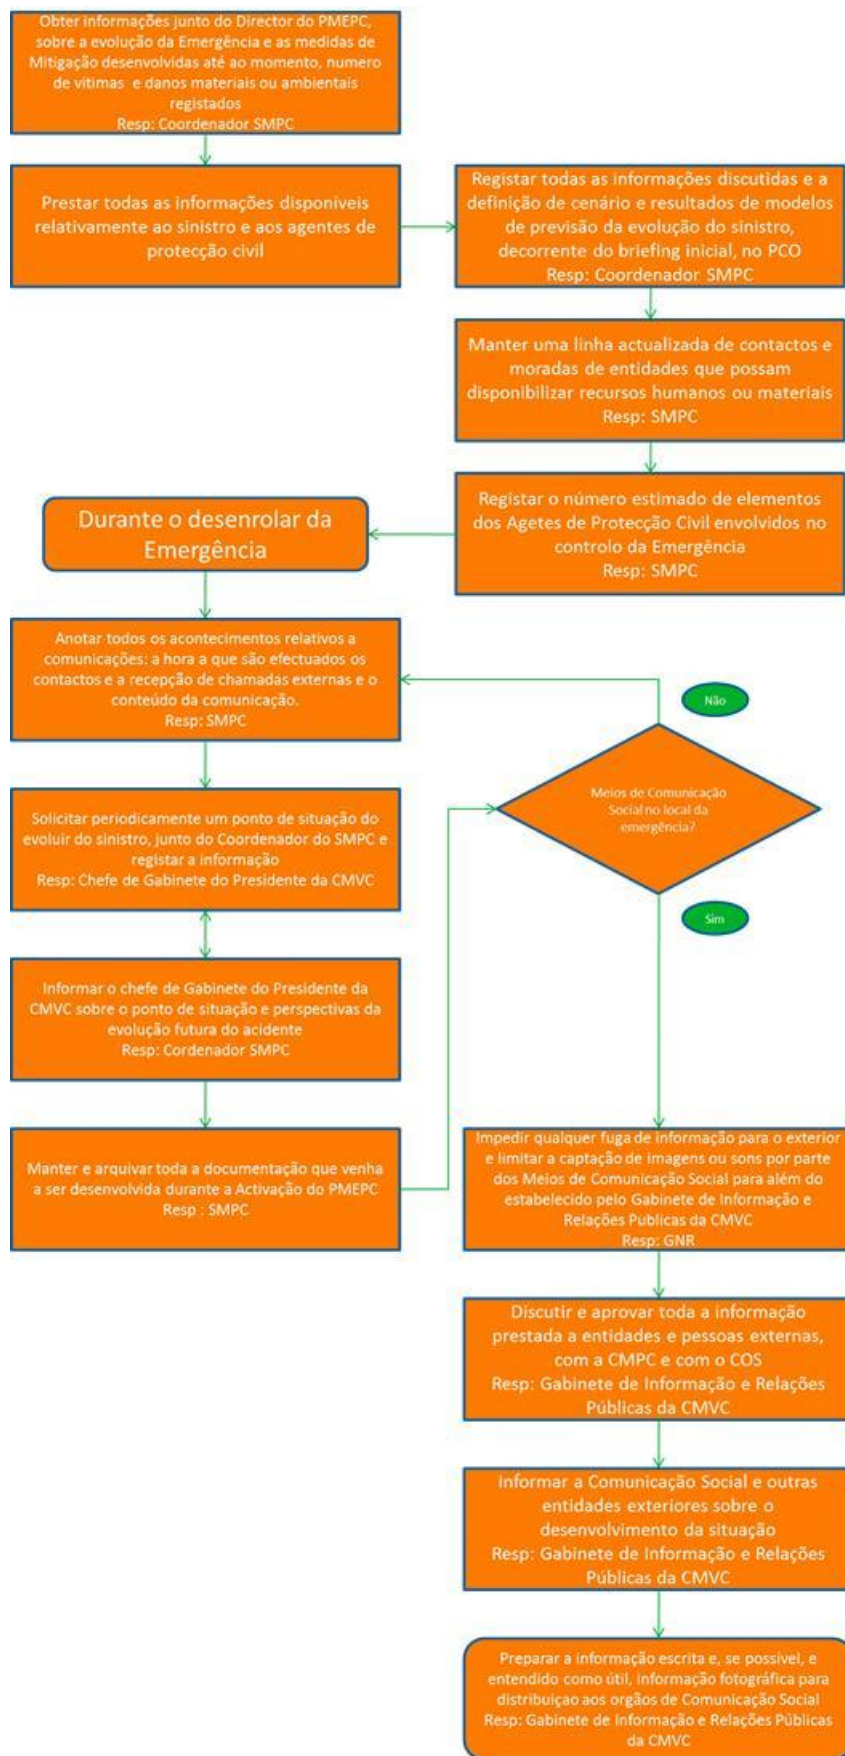 Obter informações junto do Director do PMEPC,
sobre a evolução da Emergência e as medidas de
Mitigação desenvolvidas até ao momento, numero
de vitimas e danos materiais ou ambientais
registados
Resp: Coordenador SMPC
Prestar todas as informações disponíveis
relativamente ao sinistro e aos agentes de
protecção civil
Registar todas as informações discutidas e a
definição de cenário e resultados de modelos
de previsão da evolução do sinistro,
decorrente do briefing inicial, no PCO
Resp: Coordenador SMPC
Manter uma linha actualizada de contactos e
moradas de entidades que possam
disponibilizar recursos humanos ou materiais
Resp: SMPC
Registar o número estimado de elementos
dos Agetes de Protecção Civil envolvidos no
controlo da Emergência
Resp: SMPC
Durante o desenrolar da
Emergência
Anotar todos os acontecimentos relativos a
comunicações: a hora a que são efectuados os
contactos e a recepção de chamadas externas e o
conteúdo da comunicação.
Resp: SMPC
Não
Meios de Comunicação
Social no local da
emergência?
Sim
Solicitar periodicamente um ponto de situação do
evoluir do sinistro, junto do Coordenador do SMPC e
registar a informação
Resp: Chefe de Gabinete do Presidente da CMVC
Informar o chefe de Gabinete do Presidente da
CMVC sobre o ponto de situação e perspectivas da
evolução futura do acidente
Resp: Cordenador SMPC
Manter e arquivar toda a documentação que venha
a ser desenvolvida durante a Activação do PMEPC
Resp : SMPC
Impedir qualquer fuga de informação para o exterior
e limitar a captação de imagens ou sons por parte
dos Meios de Comunicação Social para além do
estabelecido pelo Gabinete de Informação e
Relações Publicas da CMVC
Resp: GNR
Discutir e aprovar toda a informação
prestada a entidades e pessoas externas,
com a CMPC e com o COS
Resp: Gabinete de Informação e Relações
Públicas da CMVC
Informar a Comunicação Social e outras
entidades exteriores sobre o
desenvolvimento da situação
Resp: Gabinete de Informação e Relações
Públicas da CMVC
Preparar a informação escrita e, se possível, e
entendido como útil, informação fotográfica para
distribuiçao aos orgãos de Comunicação Social
Resp: Gabinete de Informação e Relações Públicas
da CMVC